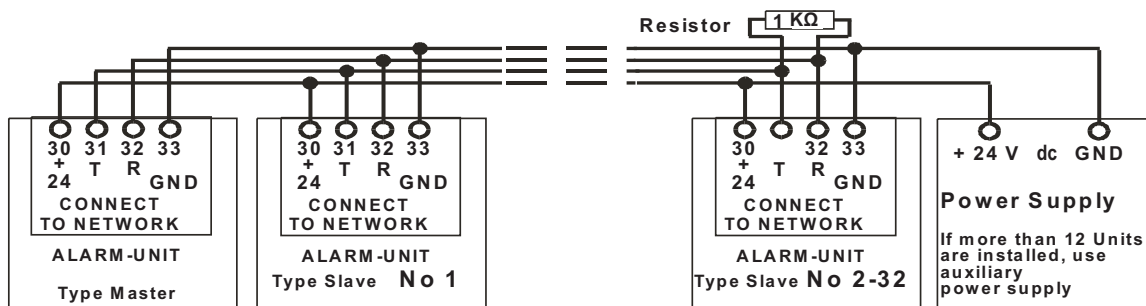 Resistor 1 KΩ
30 31 32 33
+ 24 T R GND
CONNECT
TO NETWORK
ALARM-UNIT
Type Master
30 31 32 33
+ 24 T R GND
CONNECT
TO NETWORK
ALARM-UNIT
Type Slave No 1
30 32 33
+ 24 T R GND
CONNECT
TO NETWORK
ALARM-UNIT
Type Slave No 2-32
+ 24 V dc GND
Power Supply
If more than 12 Units
are installed, use
auxiliary
power supply